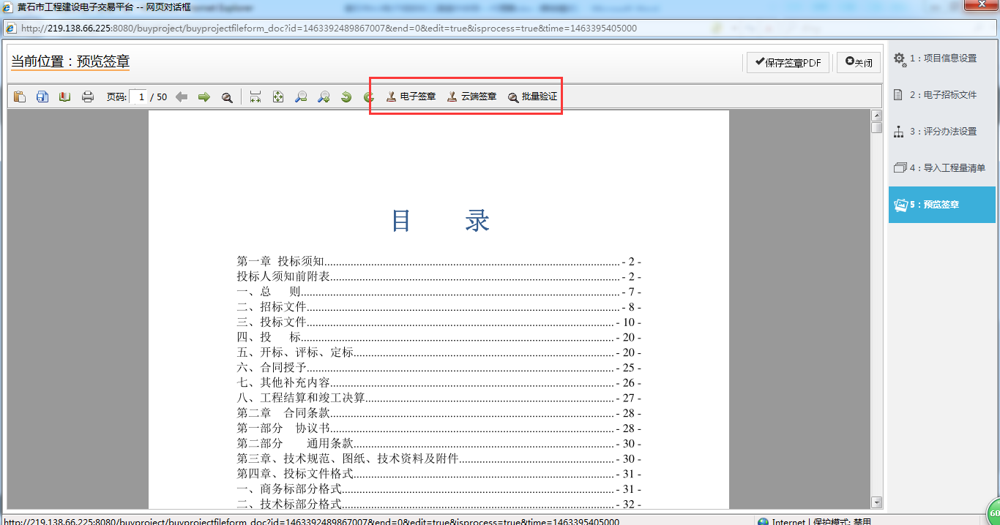 黄石市工程建设电子交易平台 -- 网页对话框
http://219.138.66.225:8080/buyproject/buyprojectfileform_doc?id=1463392489867007&end=0&edit=true&isprocess=true&time=1463395405000
当前位置：预览签章
保存签章PDF 关闭
页码: 1 / 50 电子签章 云端签章 批量验证
1：项目信息设置
2：电子招标文件
3：评分办法设置
4：导入工程量清单
5：预览签章
目 录
第一章 投标须知 - 2 -
投标人须知前附表 - 2 -
一、总 则 - 7 -
二、招标文件 - 8 -
三、投标文件 - 10 -
四、投 标 - 20 -
五、开标、评标、定标 - 20 -
六、合同授予 - 25 -
七、其他补充内容 - 26 -
八、工程结算和竣工决算 - 27 -
第二章 合同条款 - 28 -
第一部分 协议书 - 28 -
第二部分 通用条款 - 30 -
第三章、技术规范、图纸、技术资料及附件 - 30 -
第四章、投标文件格式 - 31 -
一、商务标部分格式 - 31 -
二、技术标部分格式 - 32 -
60
http://219.138.66.225:8080/buyproject/buyprojectfileform_doc?id=1463392489867007&end=0&edit=true&isprocess=true&time=1463395405000
Internet | 保护模式: 禁用